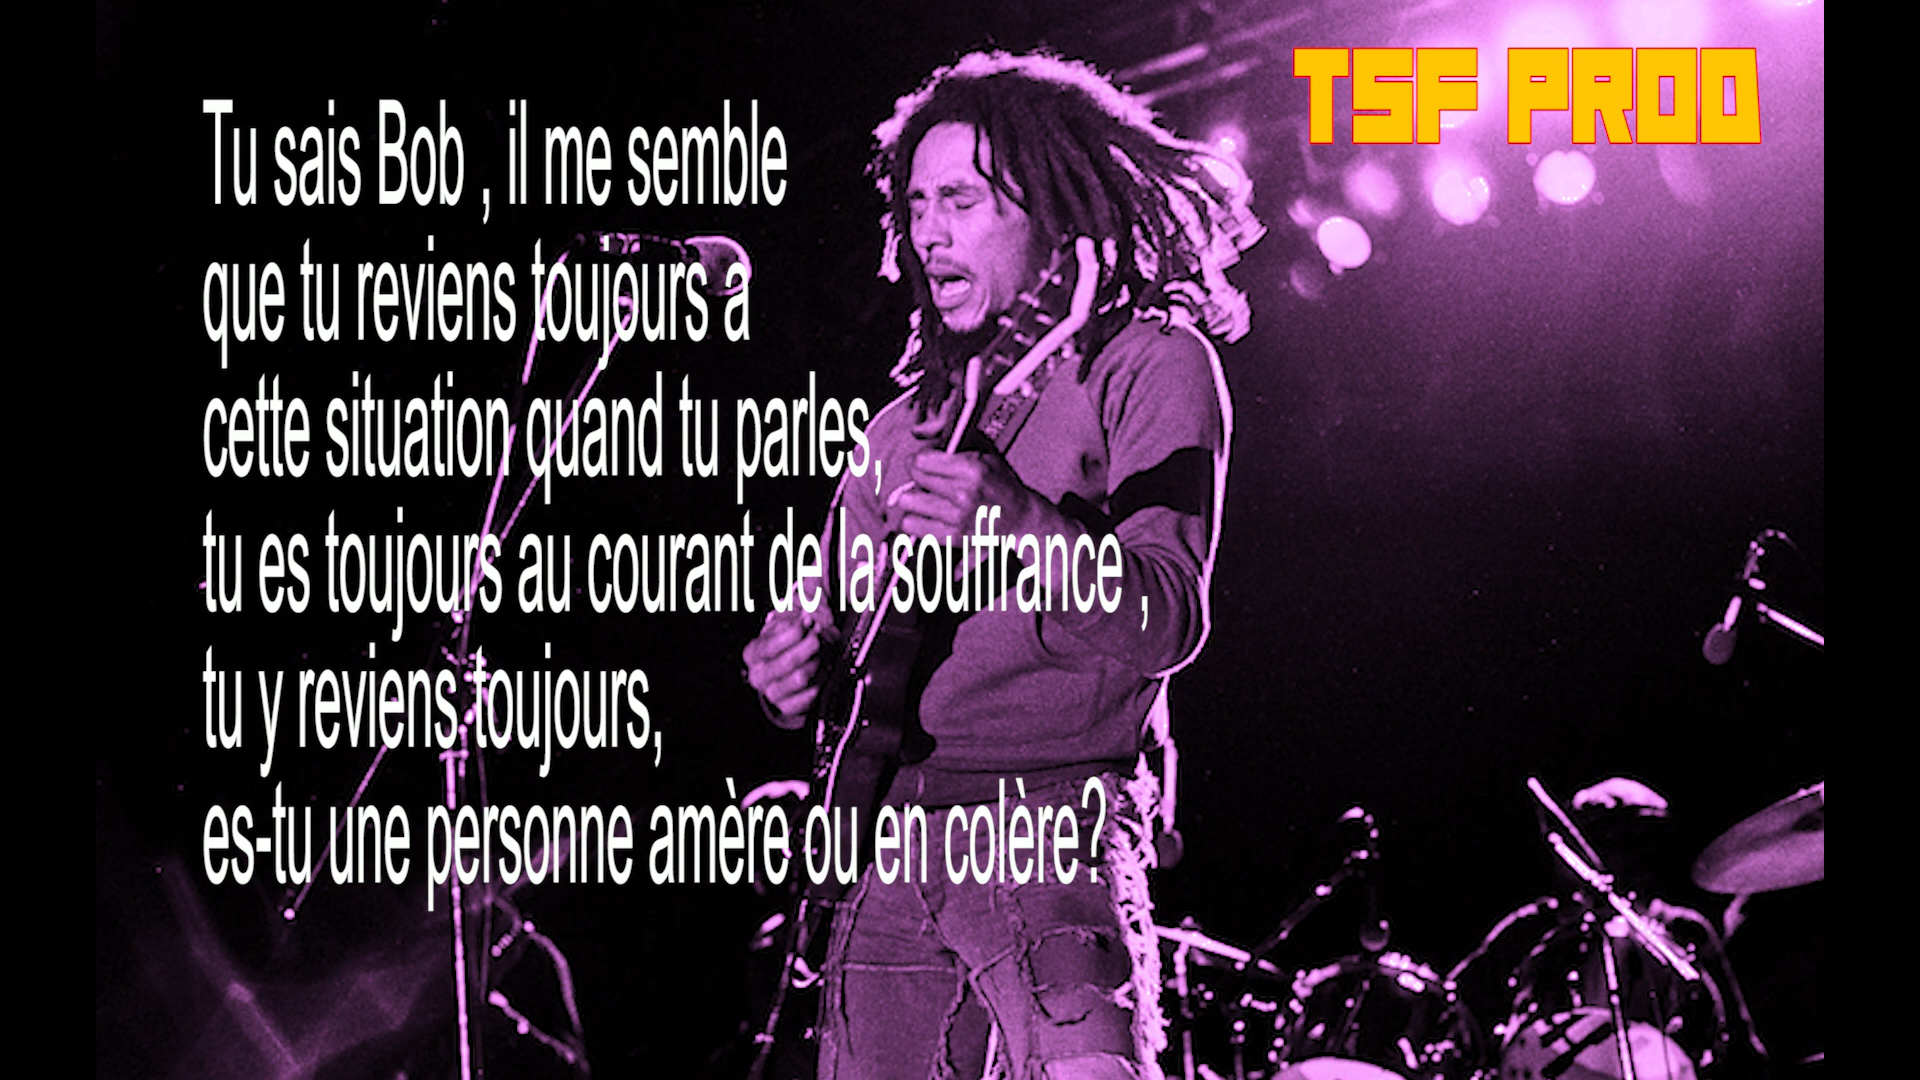 TSF PROD
Tu sais Bob , il me semble
que tu reviens toujours a
cette situation quand tu parles,
tu es toujours au courant de la souffrance ,
tu y reviens toujours,
es-tu une personne amère ou en colère?